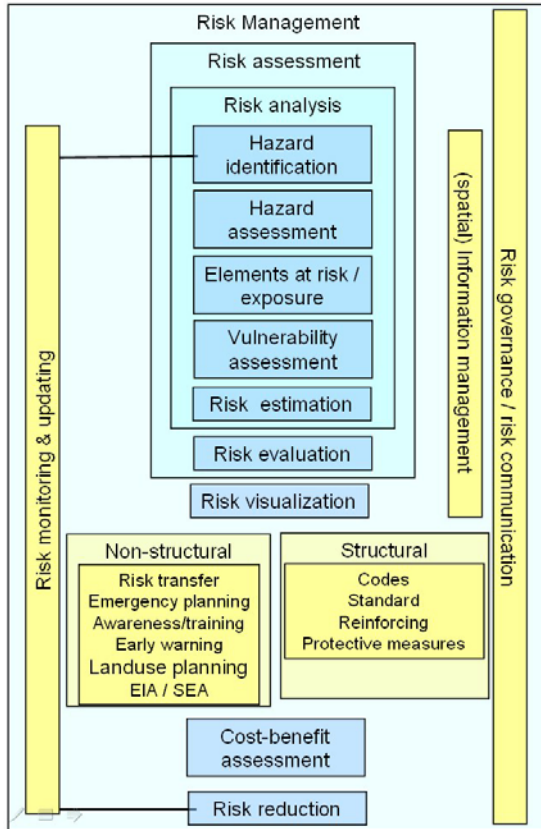 Risk Management
Risk assessment
Risk analysis
Hazard
identification
Hazard
assessment
Elements at risk /
exposure
Vulnerability
assessment
Risk estimation
Risk evaluation
Risk visualization
Risk monitoring & updating
(spatial) Information management
Risk governance / risk communication
Non-structural
Risk transfer
Emergency planning
Awareness/training
Early warning
Landuse planning
EIA / SEA
Structural
Codes
Standard
Reinforcing
Protective measures
Cost-benefit
assessment
Risk reduction